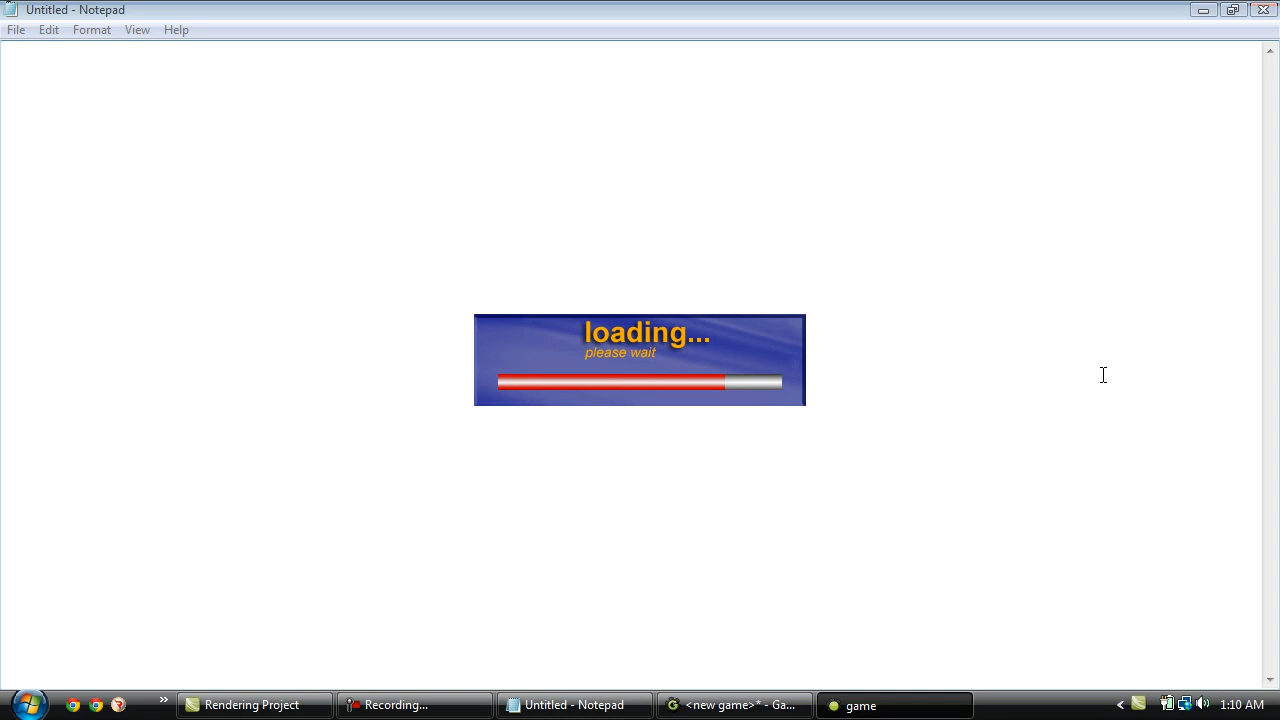 Untitled - Notepad
File Edit Format View Help
loading...
please wait
Rendering Project
Recording...
Untitled - Notepad
<new game>* - Ga...
game
1:10 AM